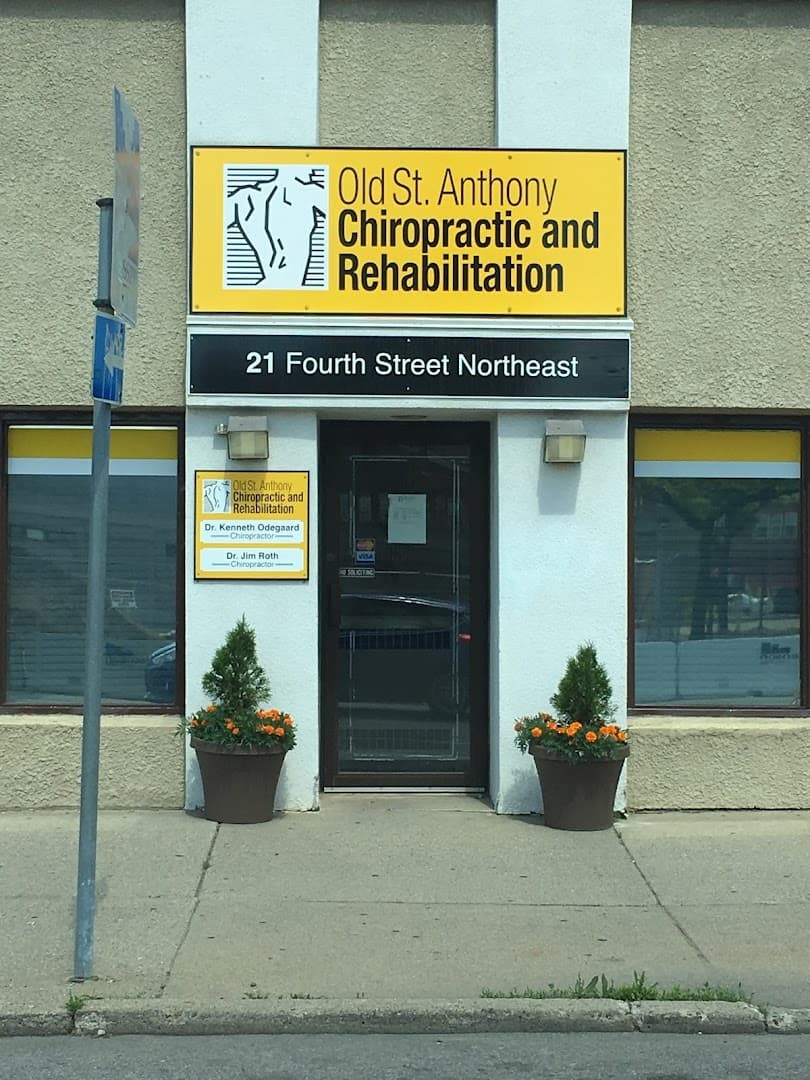 Old St. Anthony
Chiropractic and
Rehabilitation
21 Fourth Street Northeast
Old St. Anthony
Chiropractic and
Rehabilitation
Dr. Kenneth Odegaard
Chiropractor
Dr. Jim Roth
Chiropractor
MasterCard
VISA
NO SOLICITING